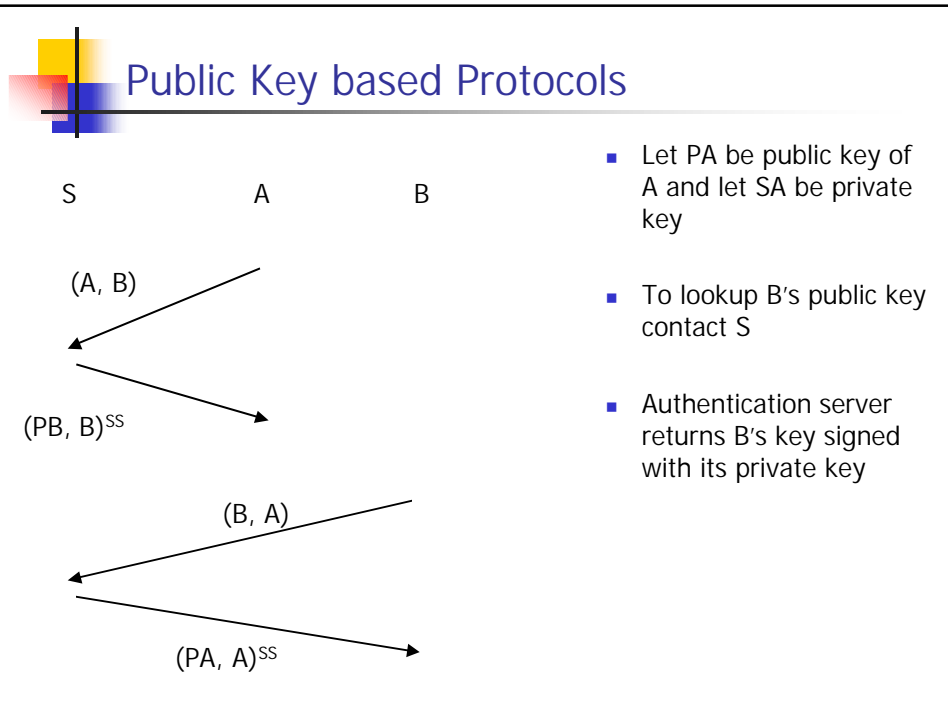 Public Key based Protocols
S A B
(A, B)
(PB, B)SS
(B, A)
(PA, A)SS
Let PA be public key of
A and let SA be private
key
To lookup B's public key
contact S
Authentication server
returns B's key signed
with its private key